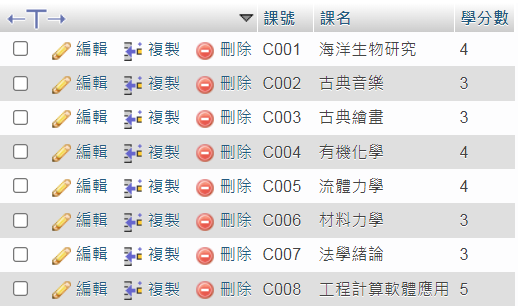 課號 課名 學分數
編輯 複製 刪除 C001 海洋生物研究 4
編輯 複製 刪除 C002 古典音樂 3
編輯 複製 刪除 C003 古典繪畫 3
編輯 複製 刪除 C004 有機化學 4
編輯 複製 刪除 C005 流體力學 4
編輯 複製 刪除 C006 材料力學 3
編輯 複製 刪除 C007 法學緒論 3
編輯 複製 刪除 C008 工程計算軟體應用 5